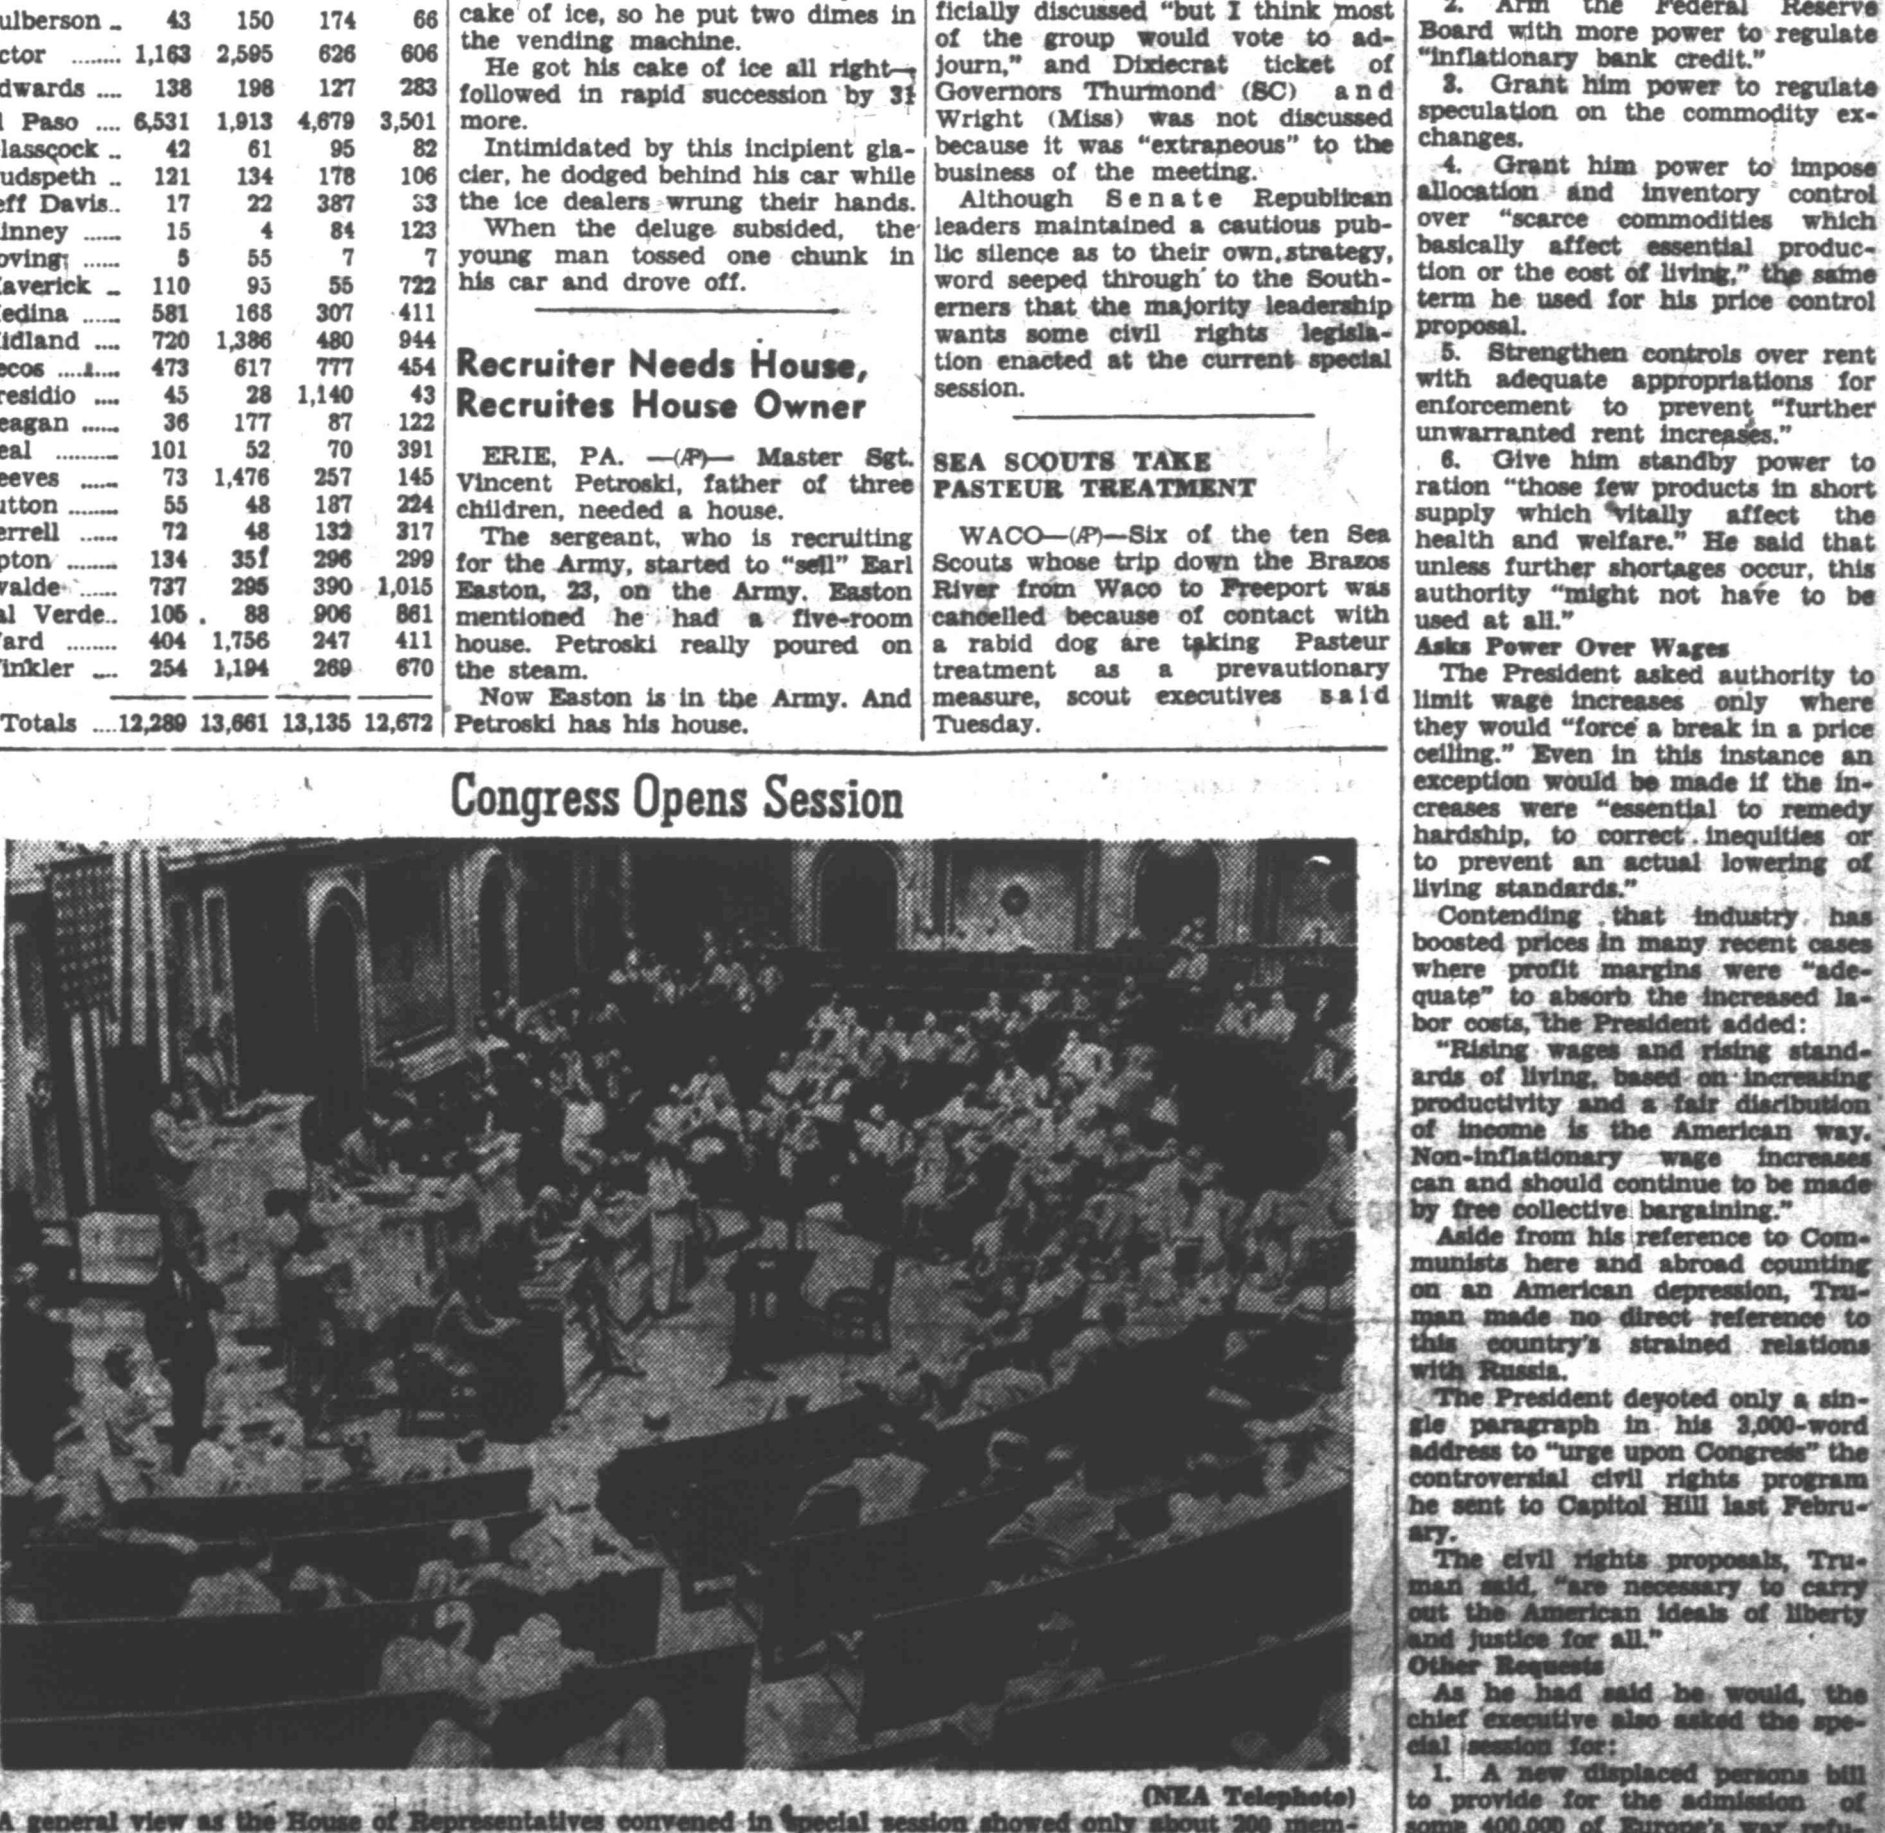 ulberson .. 43 150 174 66
ctor ........ 1,163 2,595 626 606
dwards .... 138 198 127 283
l Paso .... 6,531 1,913 4,679 3,501
lasscock .. 42 61 95 82
udspeth .. 121 134 178 106
eff Davis.. 17 22 387 33
inney ...... 15 4 84 123
oving ...... 5 55 7 7
averick .. 110 93 55 722
edina ...... 581 168 307 411
idland .... 720 1,386 480 944
ecos ......... 473 617 777 454
residio .... 45 28 1,140 43
eagan ...... 36 177 87 122
eal .......... 101 52 70 391
eeves ...... 73 1,476 257 145
utton ........ 55 48 187 224
errell ...... 72 48 132 317
pton ........ 134 351 296 299
valde ...... 737 295 390 1,015
al Verde.. 105 88 906 861
ard ........ 404 1,756 247 411
inkler .... 254 1,194 269 670
Totals ....12,289 13,661 13,135 12,672
cake of ice, so he put two dimes in
the vending machine.
He got his cake of ice all right—
followed in rapid succession by 31
more.
Intimidated by this incipient gla-
cier, he dodged behind his car while
the ice dealers wrung their hands.
When the deluge subsided, the
young man tossed one chunk in
his car and drove off.
Recruiter Needs House,
Recruites House Owner
ERIE, PA. —(AP)— Master Sgt.
Vincent Petroski, father of three
children, needed a house.
The sergeant, who is recruiting
for the Army, started to "sell" Earl
Easton, 23, on the Army. Easton
mentioned he had a five-room
house. Petroski really poured on
the steam.
Now Easton is in the Army. And
Petroski has his house.
ficially discussed "but I think most
of the group would vote to ad-
journ," and Dixiecrat ticket of
Governors Thurmond (SC) and
Wright (Miss) was not discussed
because it was "extraneous" to the
business of the meeting.
Although Senate Republican
leaders maintained a cautious pub-
lic silence as to their own strategy,
word seeped through to the South-
erners that the majority leadership
wants some civil rights legisla-
tion enacted at the current special
session.
SEA SCOUTS TAKE
PASTEUR TREATMENT
WACO—(AP)—Six of the ten Sea
Scouts whose trip down the Brazos
River from Waco to Freeport was
cancelled because of contact with
a rabid dog are taking Pasteur
treatment as a prevautionary
measure, scout executives said
Tuesday.
2. Arm the Federal Reserve
Board with more power to regulate
"inflationary bank credit."
3. Grant him power to regulate
speculation on the commodity ex-
changes.
4. Grant him power to impose
allocation and inventory control
over "scarce commodities which
basically affect essential produc-
tion or the cost of living," the same
term he used for his price control
proposal.
5. Strengthen controls over rent
with adequate appropriations for
enforcement to prevent "further
unwarranted rent increases."
6. Give him standby power to
ration "those few products in short
supply which vitally affect the
health and welfare." He said that
unless further shortages occur, this
authority "might not have to be
used at all."
Asks Power Over Wages
The President asked authority to
limit wage increases only where
they would "force a break in a price
ceiling." Even in this instance an
exception would be made if the in-
creases were "essential to remedy
hardship, to correct inequities or
to prevent an actual lowering of
living standards."
Contending that industry has
boosted prices in many recent cases
where profit margins were "ade-
quate" to absorb the increased la-
bor costs, the President added:
"Rising wages and rising stand-
ards of living, based on increasing
productivity and a fair disribution
of income is the American way.
Non-inflationary wage increases
can and should continue to be made
by free collective bargaining."
Aside from his reference to Com-
munists here and abroad counting
on an American depression, Tru-
man made no direct reference to
this country's strained relations
with Russia.
The President devoted only a sin-
gle paragraph in his 3,000-word
address to "urge upon Congress" the
controversial civil rights program
he sent to Capitol Hill last Febru-
ary.
The civil rights proposals, Tru-
man said, "are necessary to carry
out the American ideals of liberty
and justice for all."
Other Requests
As he had said he would, the
chief executive also asked the spe-
cial session for:
1. A new displaced persons bill
to provide for the admission of
some 400,000 of Europe's war refu-
Congress Opens Session
(NEA Telephoto)
A general view as the House of Representatives convened in special session showed only about 200 mem-